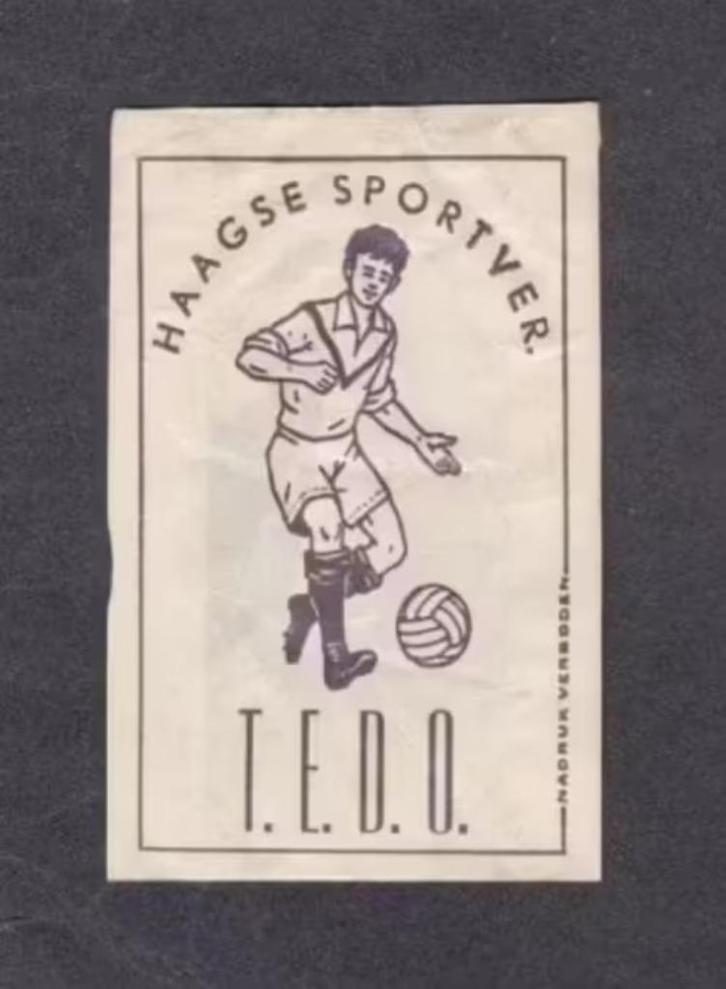 HAAGSE SPORTVER.
T.E.D.O.
NADRUK VERBODEN